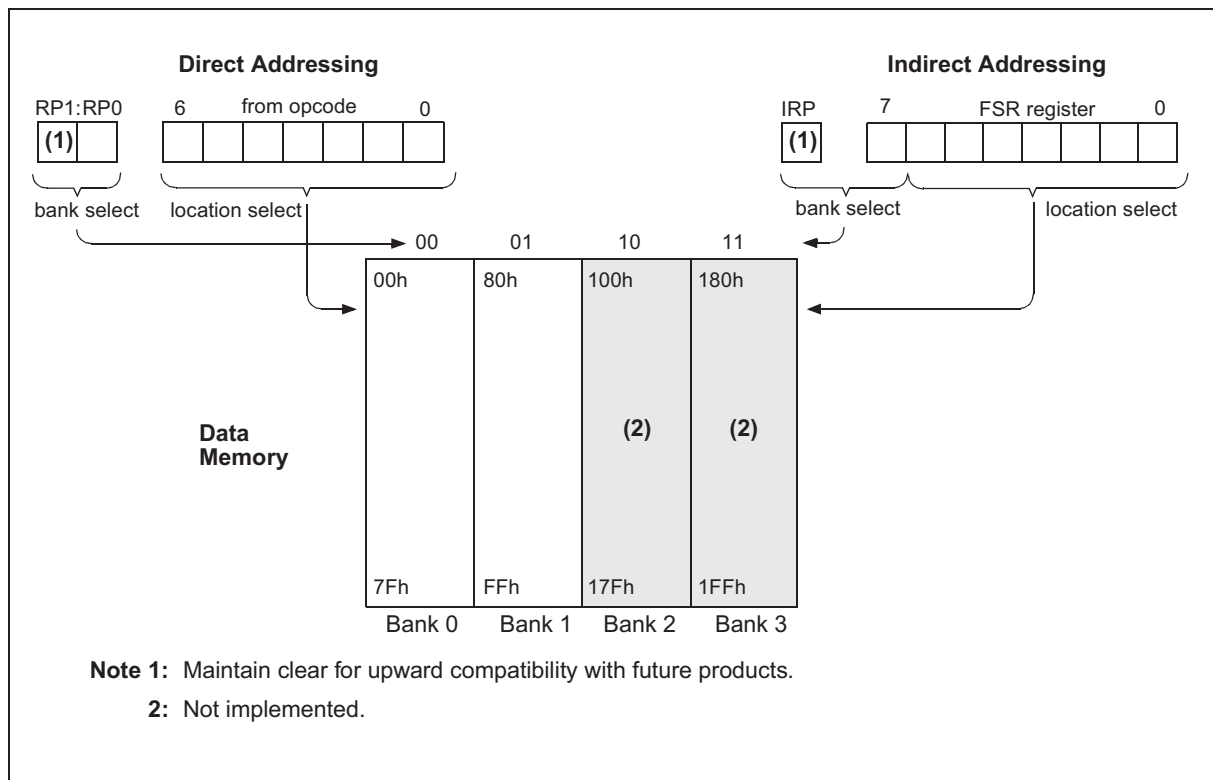 Direct Addressing
Indirect Addressing
RP1:RP0 6 from opcode 0
IRP 7 FSR register 0
(1)
(1)
bank select location select
bank select location select
00 01 10 11
00h 80h 100h 180h
Data
Memory
(2) (2)
7Fh FFh 17Fh 1FFh
Bank 0 Bank 1 Bank 2 Bank 3
Note 1: Maintain clear for upward compatibility with future products.
2: Not implemented.